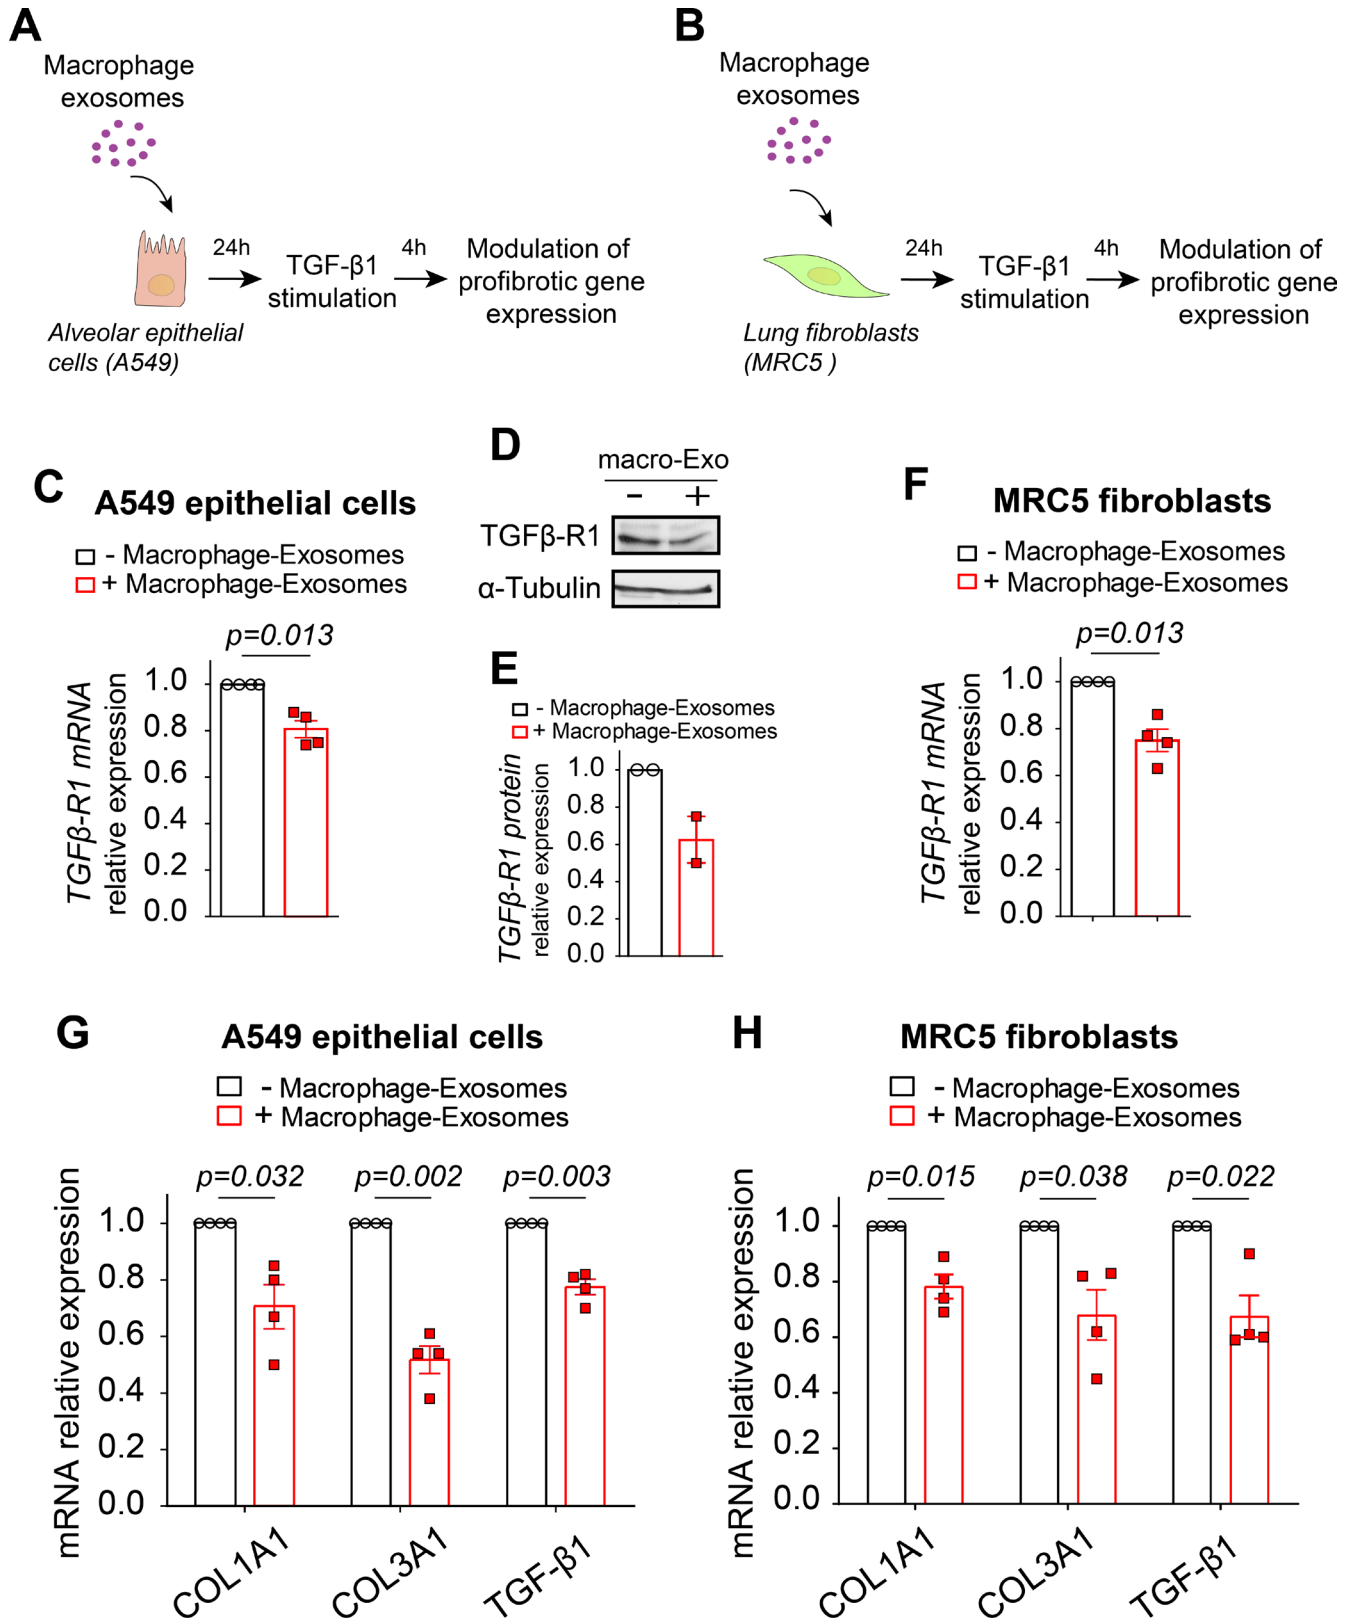 A
Macrophage
exosomes
24h
TGF-β1
stimulation
4h
Modulation of
profibrotic gene
expression
Alveolar epithelial
cells (A549)
B
Macrophage
exosomes
24h
TGF-β1
stimulation
4h
Modulation of
profibrotic gene
expression
Lung fibroblasts
(MRC5 )
C
A549 epithelial cells
- Macrophage-Exosomes
+ Macrophage-Exosomes
p=0.013
TGFβ-R1 mRNA
relative expression
1.0
0.8
0.6
0.4
0.2
0.0
D
macro-Exo
- +
TGFβ-R1
α-Tubulin
E
- Macrophage-Exosomes
+ Macrophage-Exosomes
TGFβ-R1 protein
relative expression
1.0
0.8
0.6
0.4
0.2
0.0
F
MRC5 fibroblasts
- Macrophage-Exosomes
+ Macrophage-Exosomes
p=0.013
TGFβ-R1 mRNA
relative expression
1.0
0.8
0.6
0.4
0.2
0.0
G
A549 epithelial cells
- Macrophage-Exosomes
+ Macrophage-Exosomes
p=0.032 p=0.002 p=0.003
mRNA relative expression
1.0
0.8
0.6
0.4
0.2
0.0
COL1A1 COL3A1 TGF-β1
H
MRC5 fibroblasts
- Macrophage-Exosomes
+ Macrophage-Exosomes
p=0.015 p=0.038 p=0.022
mRNA relative expression
1.0
0.8
0.6
0.4
0.2
0.0
COL1A1 COL3A1 TGF-β1